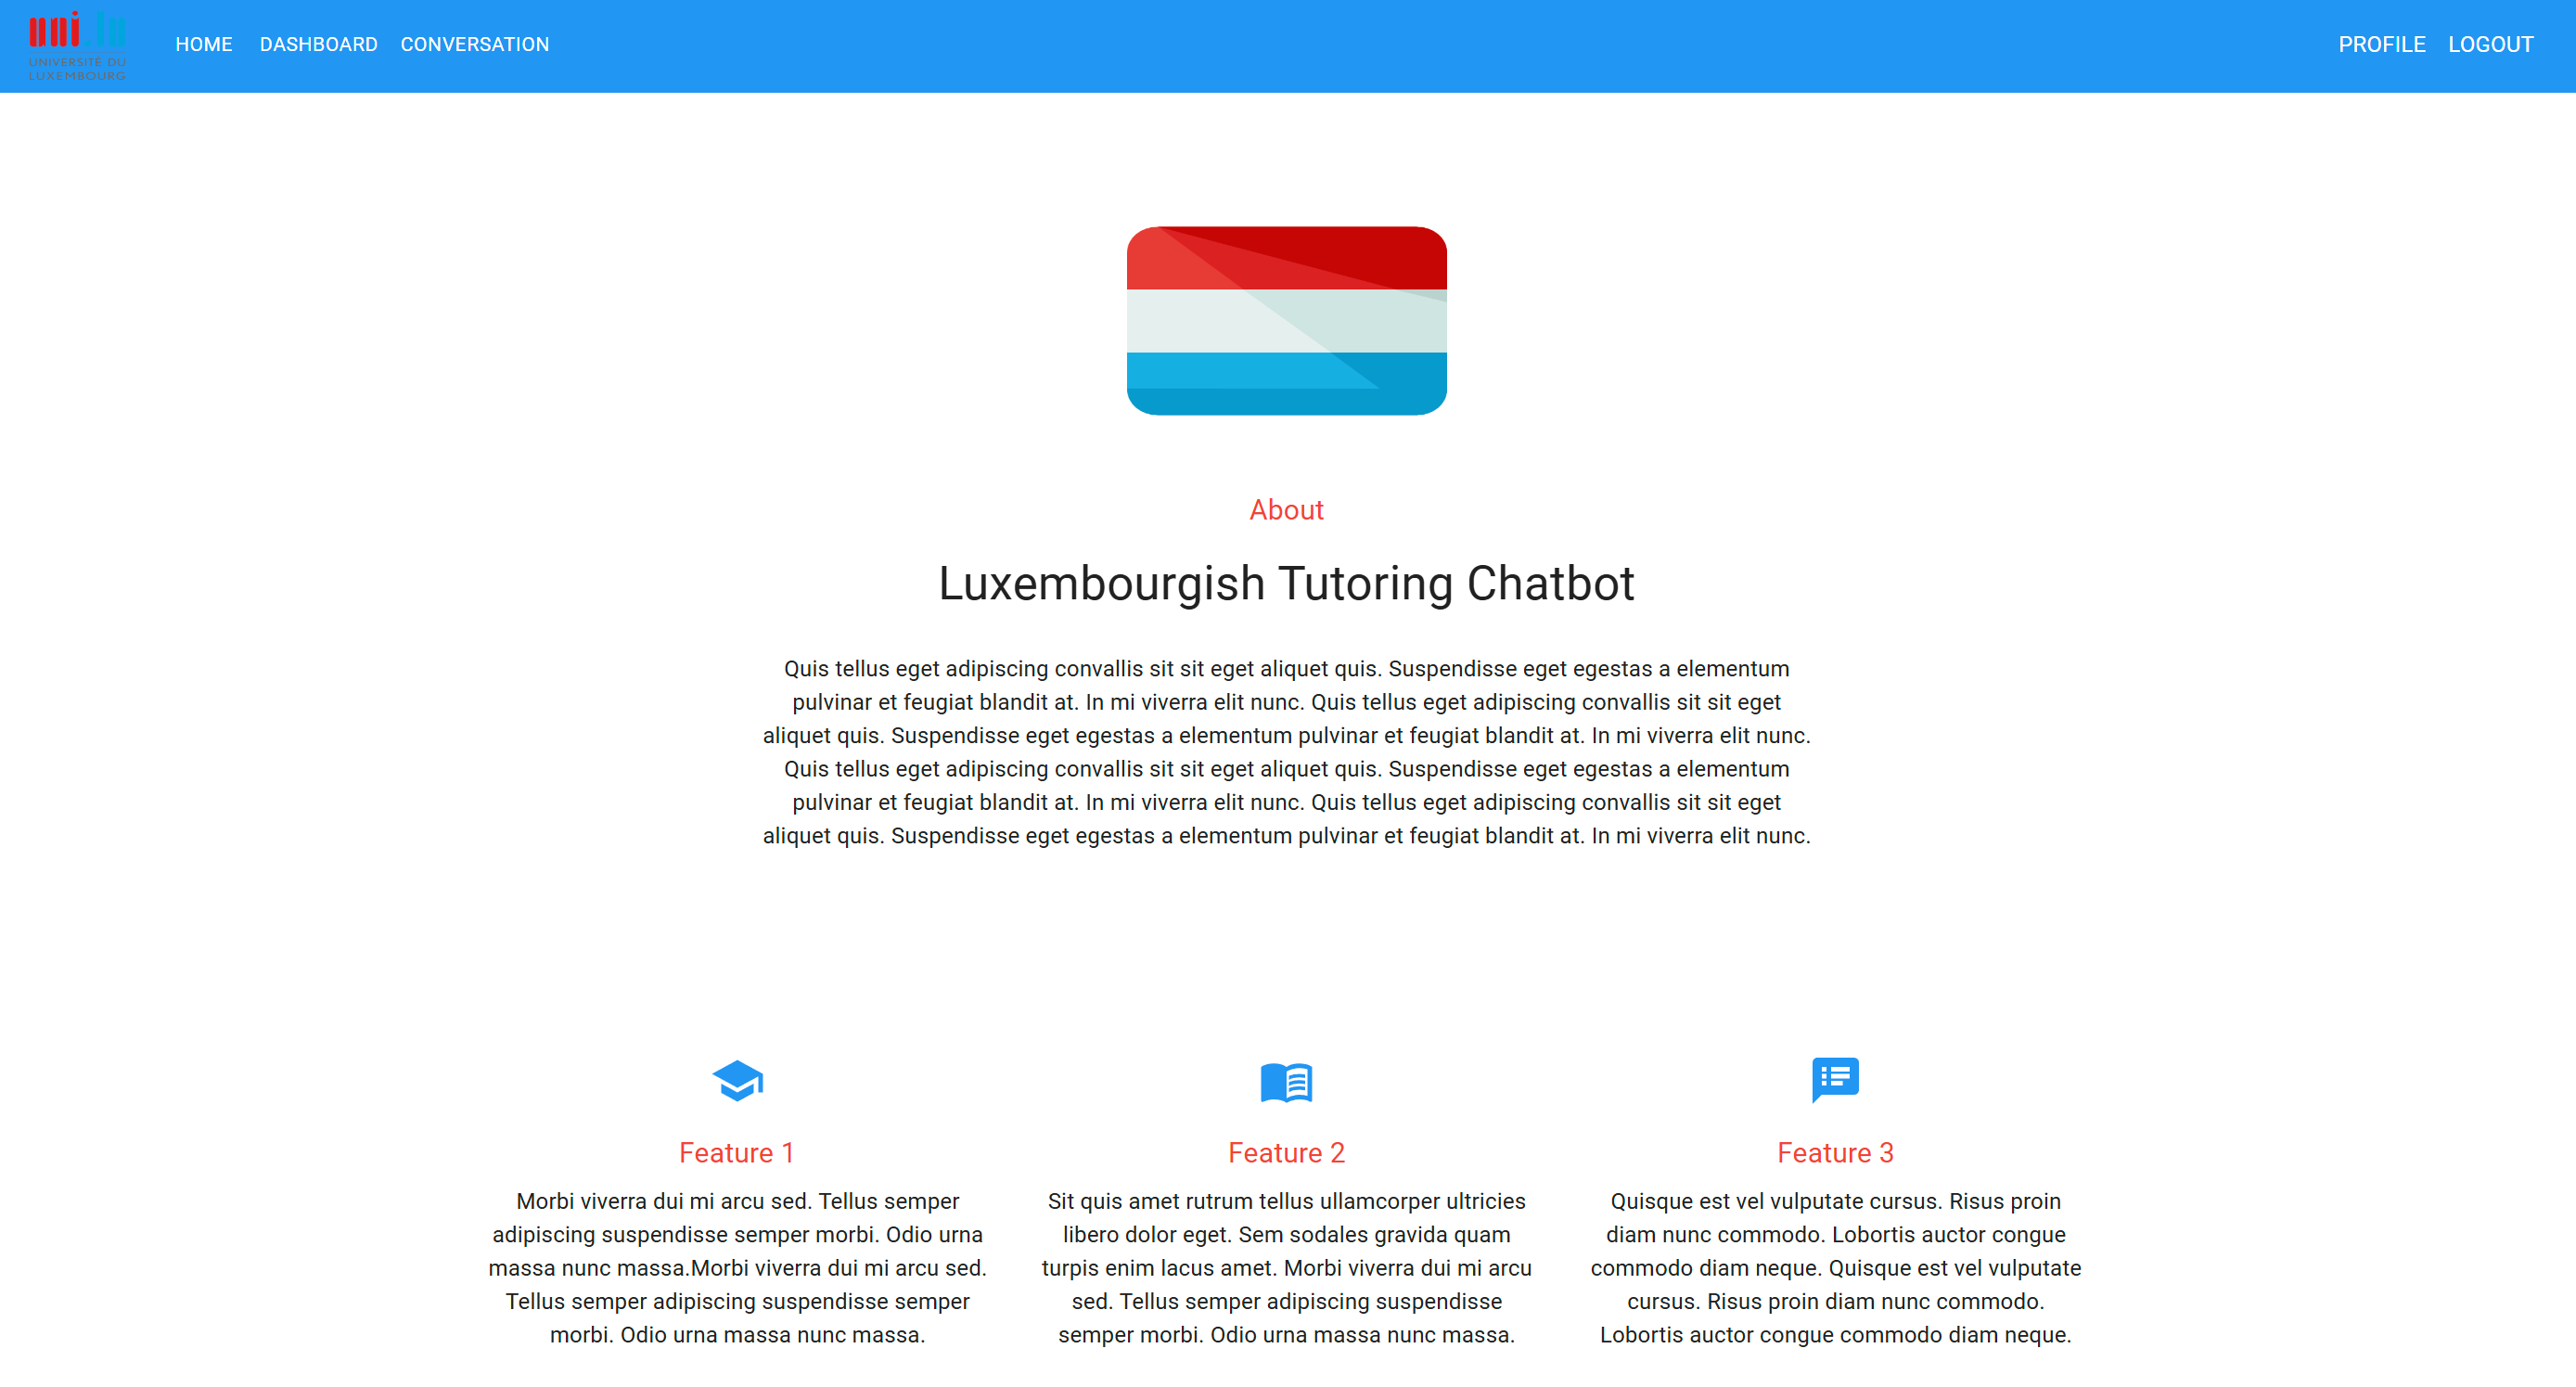 uni.lu
UNIVERSITÉ DU
LUXEMBOURG
HOME DASHBOARD CONVERSATION PROFILE LOGOUT
About
Luxembourgish Tutoring Chatbot
Quis tellus eget adipiscing convallis sit sit eget aliquet quis. Suspendisse eget egestas a elementum
pulvinar et feugiat blandit at. In mi viverra elit nunc. Quis tellus eget adipiscing convallis sit sit eget
aliquet quis. Suspendisse eget egestas a elementum pulvinar et feugiat blandit at. In mi viverra elit nunc.
Quis tellus eget adipiscing convallis sit sit eget aliquet quis. Suspendisse eget egestas a elementum
pulvinar et feugiat blandit at. In mi viverra elit nunc. Quis tellus eget adipiscing convallis sit sit eget
aliquet quis. Suspendisse eget egestas a elementum pulvinar et feugiat blandit at. In mi viverra elit nunc.
Feature 1
Morbi viverra dui mi arcu sed. Tellus semper
adipiscing suspendisse semper morbi. Odio urna
massa nunc massa.Morbi viverra dui mi arcu sed.
Tellus semper adipiscing suspendisse semper
morbi. Odio urna massa nunc massa.
Feature 2
Sit quis amet rutrum tellus ullamcorper ultricies
libero dolor eget. Sem sodales gravida quam
turpis enim lacus amet. Morbi viverra dui mi arcu
sed. Tellus semper adipiscing suspendisse
semper morbi. Odio urna massa nunc massa.
Feature 3
Quisque est vel vulputate cursus. Risus proin
diam nunc commodo. Lobortis auctor congue
commodo diam neque. Quisque est vel vulputate
cursus. Risus proin diam nunc commodo.
Lobortis auctor congue commodo diam neque.